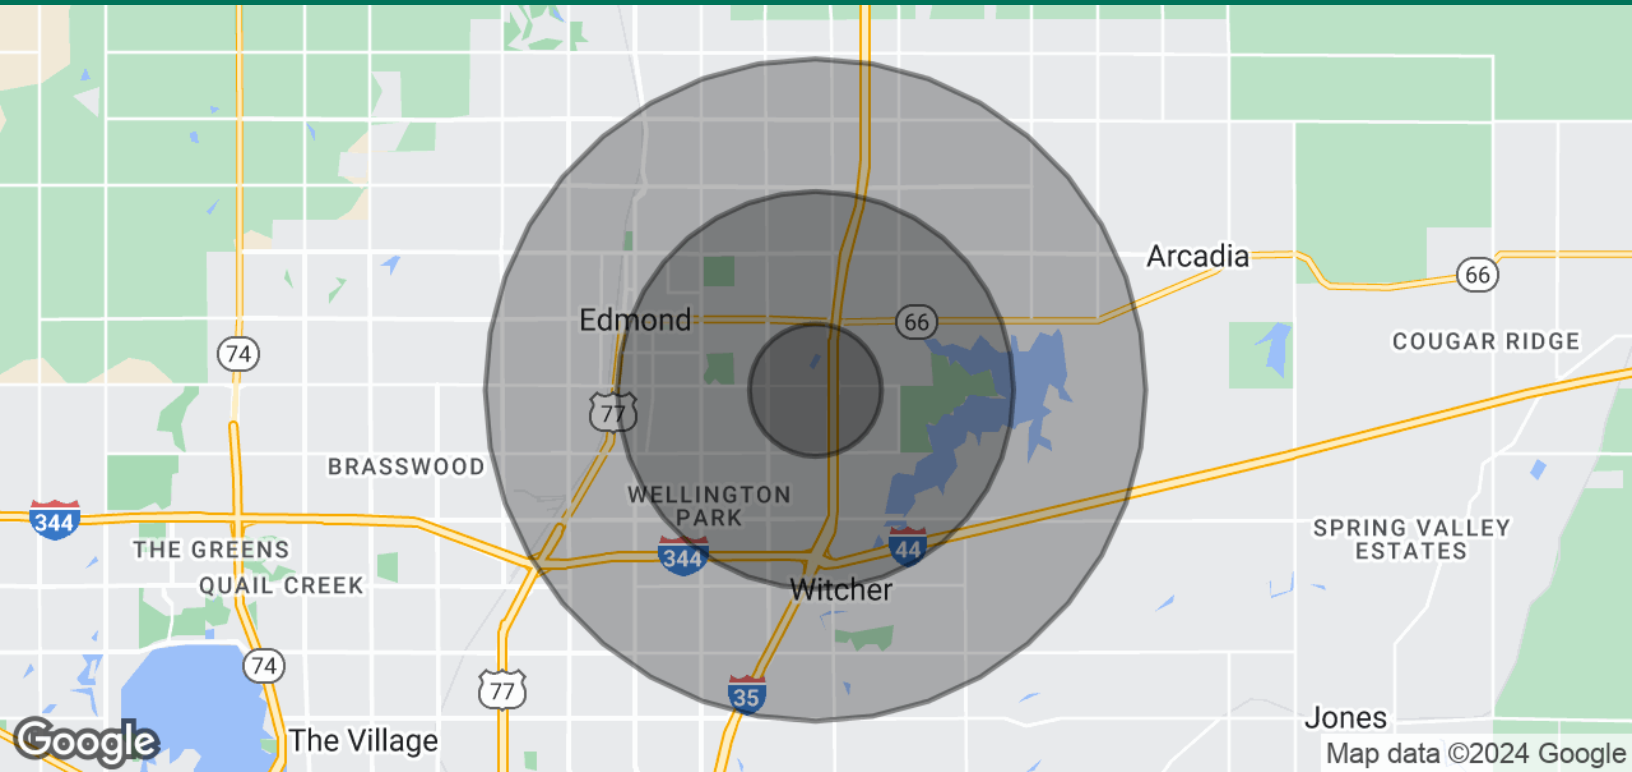 Arcadia
66
Edmond
66
COUGAR RIDGE
74
77
BRASSWOOD
WELLINGTON
PARK
344
SPRING VALLEY
ESTATES
THE GREENS
344
44
QUAIL CREEK
Witcher
74
77
35
Jones
The Village
Google
Map data ©2024 Google